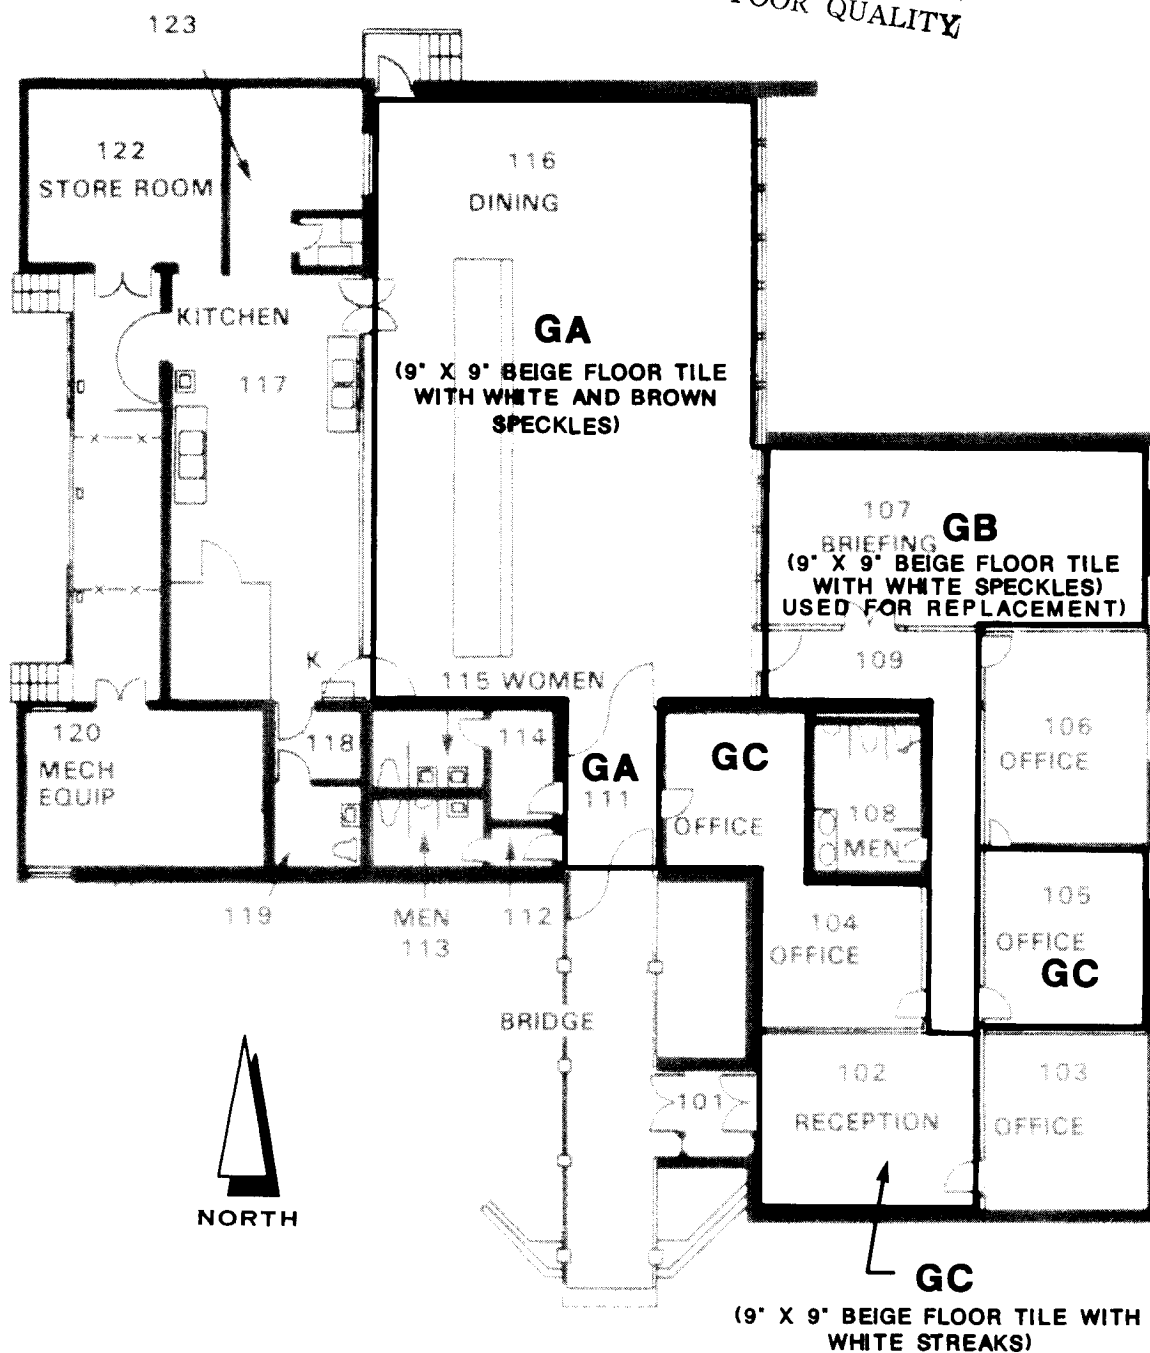 POOR QUALITY
123
122
STORE ROOM
116
DINING
KITCHEN
117
GA
(9" X 9" BEIGE FLOOR TILE
WITH WHITE AND BROWN
SPECKLES)
107
GB
BRIEFING
(9" X 9" BEIGE FLOOR TILE
WITH WHITE SPECKLES)
USED FOR REPLACEMENT)
K
109
115 WOMEN
120
MECH
EQUIP
118
114
GA
111
GC
OFFICE
108
MEN
106
OFFICE
105
OFFICE
GC
119
MEN
113
112
104
OFFICE
BRIDGE
101
102
RECEPTION
103
OFFICE
NORTH
GC
(9" X 9" BEIGE FLOOR TILE WITH
WHITE STREAKS)